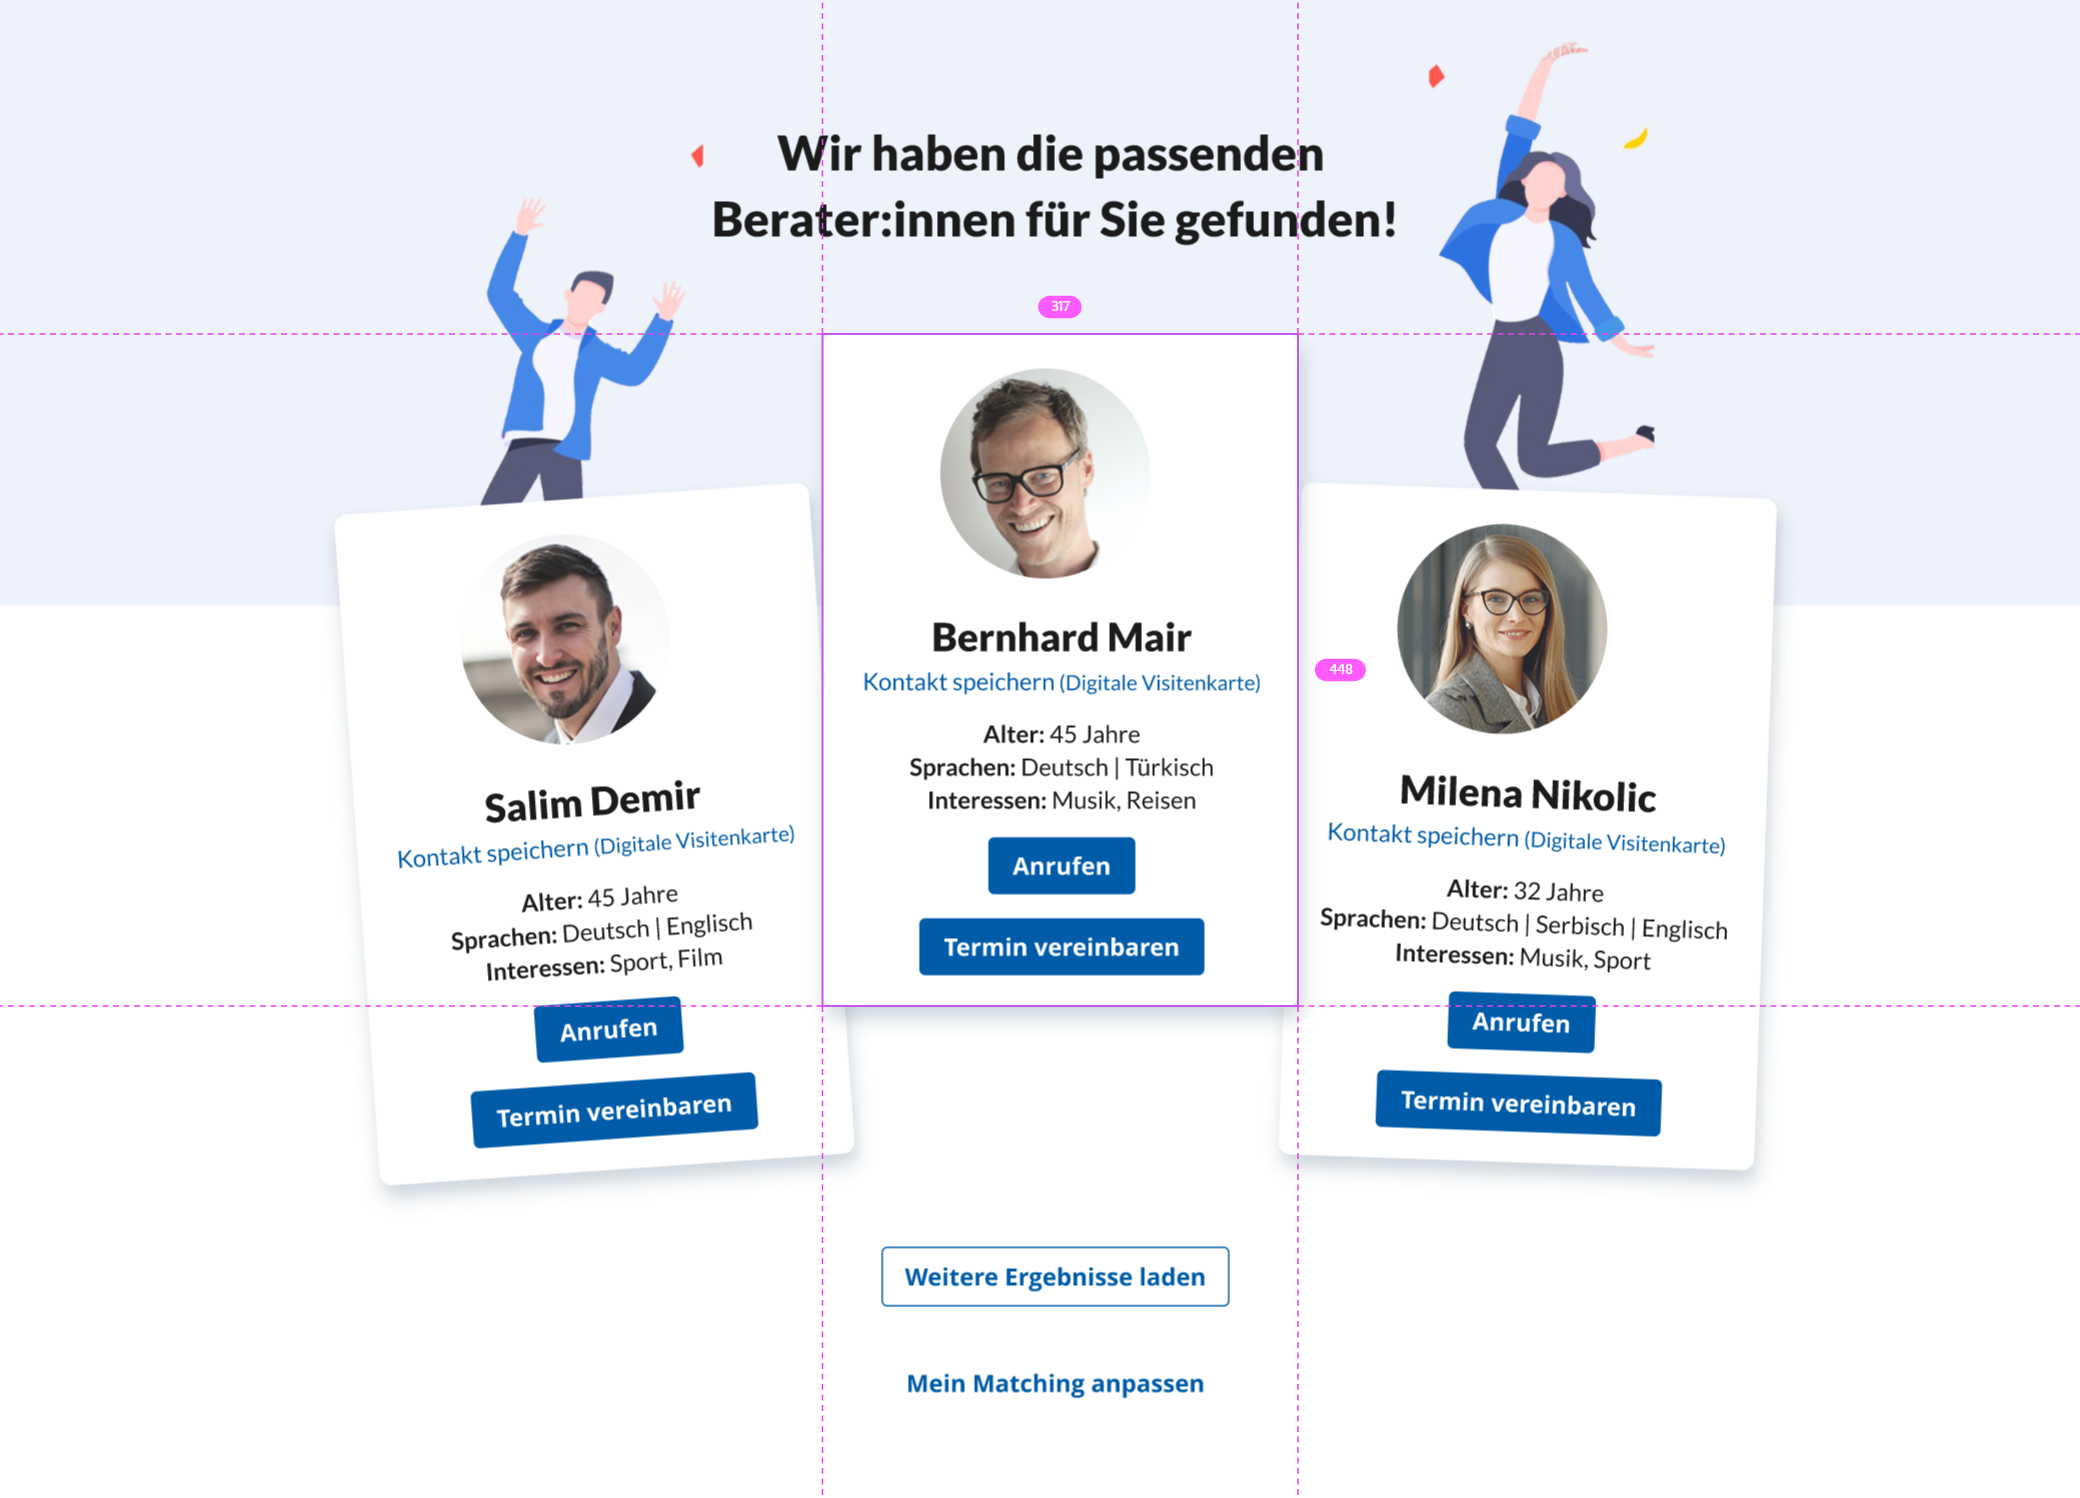 Wir haben die passenden
Berater:innen für Sie gefunden!
317
Bernhard Mair
Kontakt speichern (Digitale Visitenkarte)
Alter: 45 Jahre
Sprachen: Deutsch | Türkisch
Interessen: Musik, Reisen
Anrufen
Termin vereinbaren
448
Salim Demir
Kontakt speichern (Digitale Visitenkarte)
Alter: 45 Jahre
Sprachen: Deutsch | Englisch
Interessen: Sport, Film
Anrufen
Termin vereinbaren
Milena Nikolic
Kontakt speichern (Digitale Visitenkarte)
Alter: 32 Jahre
Sprachen: Deutsch | Serbisch | Englisch
Interessen: Musik, Sport
Anrufen
Termin vereinbaren
Weitere Ergebnisse laden
Mein Matching anpassen